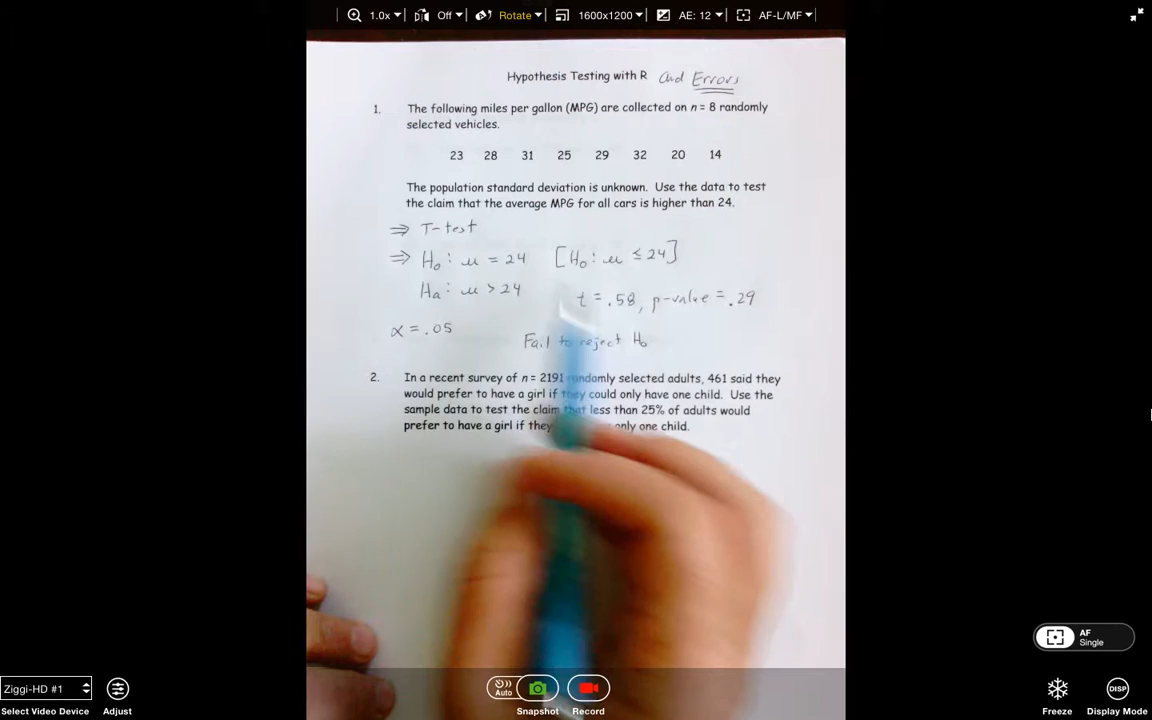 1.0x Off Rotate 1600x1200 AE: 12 AF-L/MF
Hypothesis Testing with R and Errors
1. The following miles per gallon (MPG) are collected on n = 8 randomly
selected vehicles.
23 28 31 25 29 32 20 14
The population standard deviation is unknown. Use the data to test
the claim that the average MPG for all cars is higher than 24.
⇒ T-test
⇒ H₀: μ = 24 [H₀: μ ≤ 24]
Hₐ: μ > 24
t = .58, p-value = .29
α = .05
Fail to reject H₀
2. In a recent survey of n = 2191 randomly selected adults, 461 said they
would prefer to have a girl if they could only have one child. Use the
sample data to test the claim that less than 25% of adults would
prefer to have a girl if they only one child.
AF
Single
Ziggi-HD #1
Auto
DISP
Select Video Device Adjust Snapshot Record Freeze Display Mode